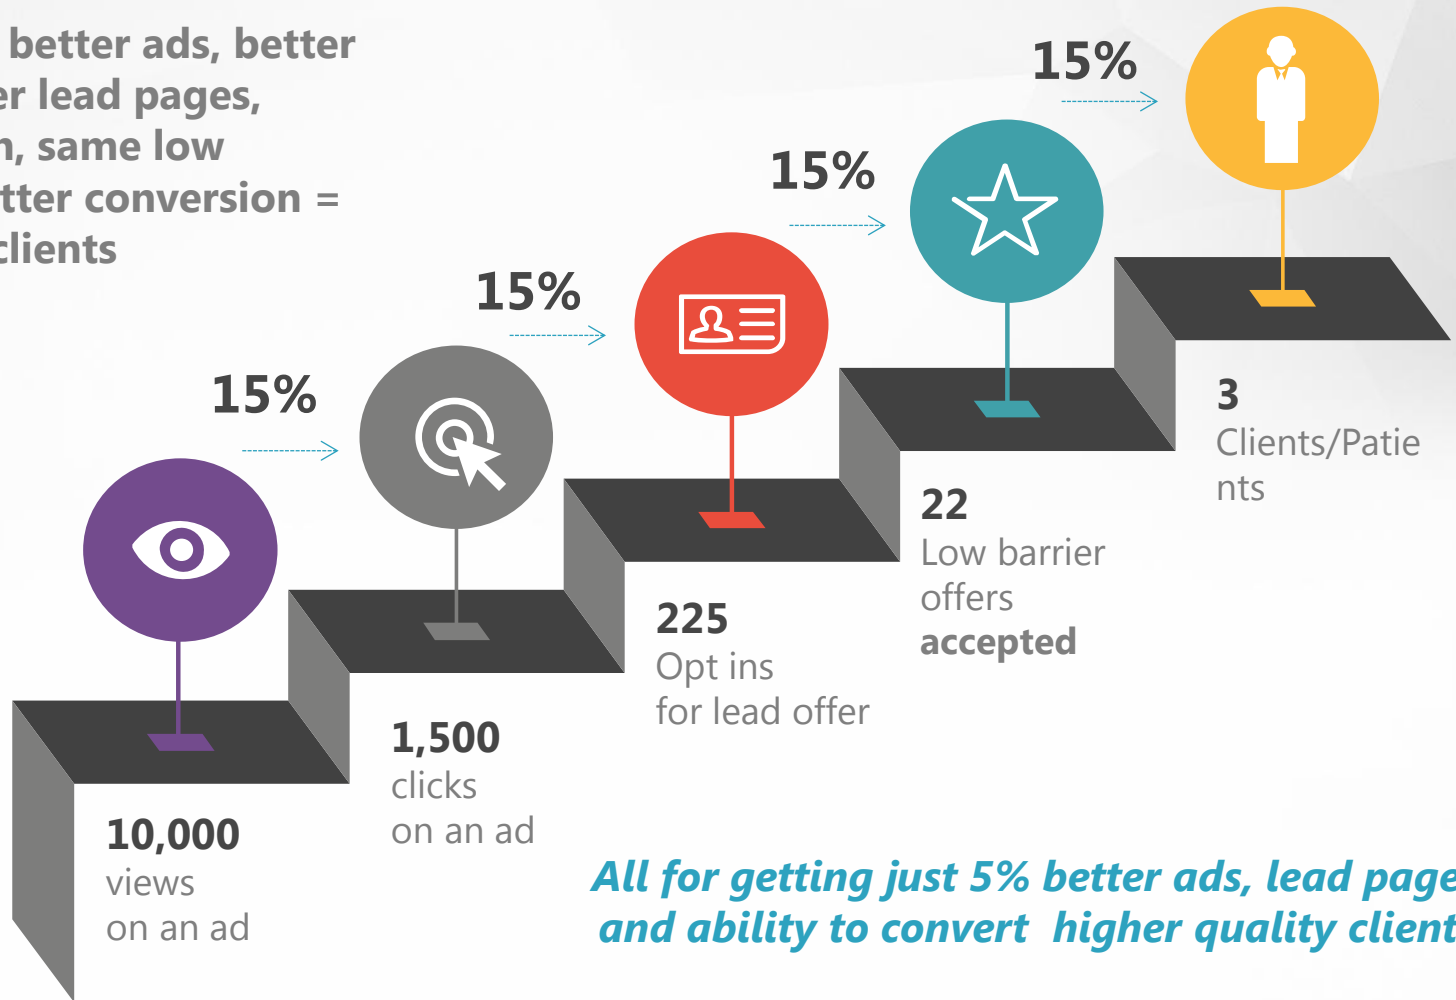 better ads, better
er lead pages,
n, same low
tter conversion =
clients
15%
15%
15%
15%
10,000
views
on an ad
1,500
clicks
on an ad
225
Opt ins
for lead offer
22
Low barrier
offers
accepted
3
Clients/Patie
nts
All for getting just 5% better ads, lead page
and ability to convert higher quality client